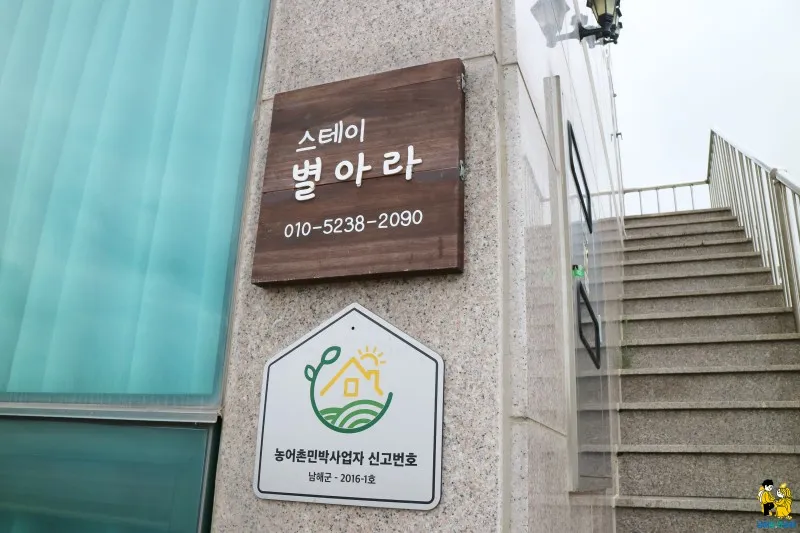 스테이
별아라
010-5238-2090
농어촌민박사업자 신고번호
남해군 - 2016-1호